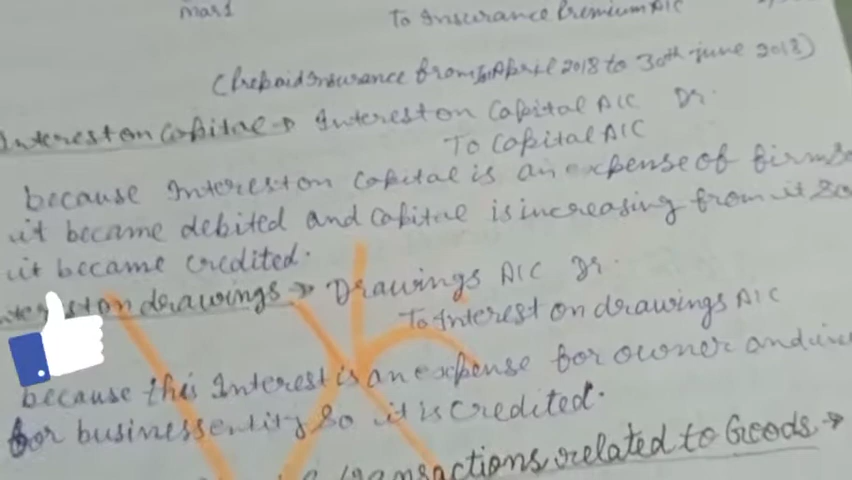 mar1 To Insurance Premium A/C
(Prepaid Insurance from 1st April 2018 to 30th june 2018)
Interest on Capital → Interest on Capital A/C Dr.
To Capital A/C
because Interest on capital is an expense of firm so
it became debited and capital is increasing from it so
it became credited.
on drawings → Drawings A/C Dr.
To Interest on drawings A/C
because this Interest is an expense for owner and
for business entity so it is credited.
transactions related to Goods →